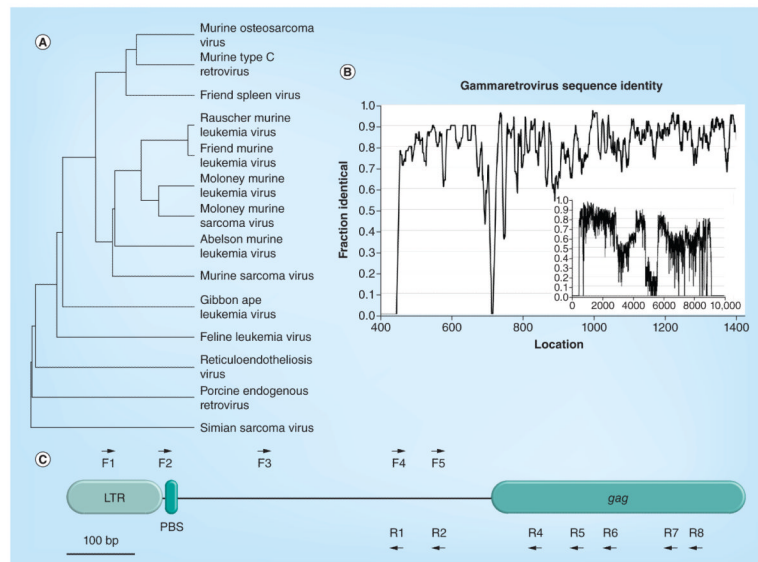 A
Murine osteosarcoma
virus
Murine type C
retrovirus
Friend spleen virus
Rauscher murine
leukemia virus
Friend murine
leukemia virus
Moloney murine
leukemia virus
Moloney murine
sarcoma virus
Abelson murine
leukemia virus
Murine sarcoma virus
Gibbon ape
leukemia virus
Feline leukemia virus
Reticuloendotheliosis
virus
Porcine endogenous
retrovirus
Simian sarcoma virus
B
Gammaretrovirus sequence identity
Fraction identical
1.0
0.9
0.8
0.7
0.6
0.5
0.4
0.3
0.2
0.1
0.0
400 600 800 1000 1200 1400
Location
1.0
0.9
0.8
0.7
0.6
0.5
0.4
0.3
0.2
0.1
0.0
0 2000 4000 6000 8000 10,000
C
F1 F2 F3 F4 F5
LTR
gag
PBS
R1 R2 R4 R5 R6 R7 R8
100 bp